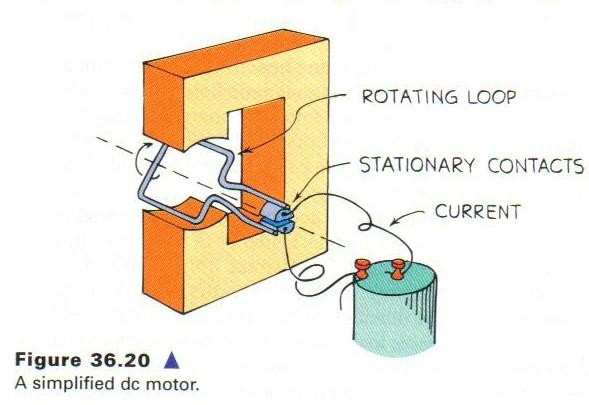 ROTATING LOOP
STATIONARY CONTACTS
CURRENT
Figure 36.20
A simplified dc motor.